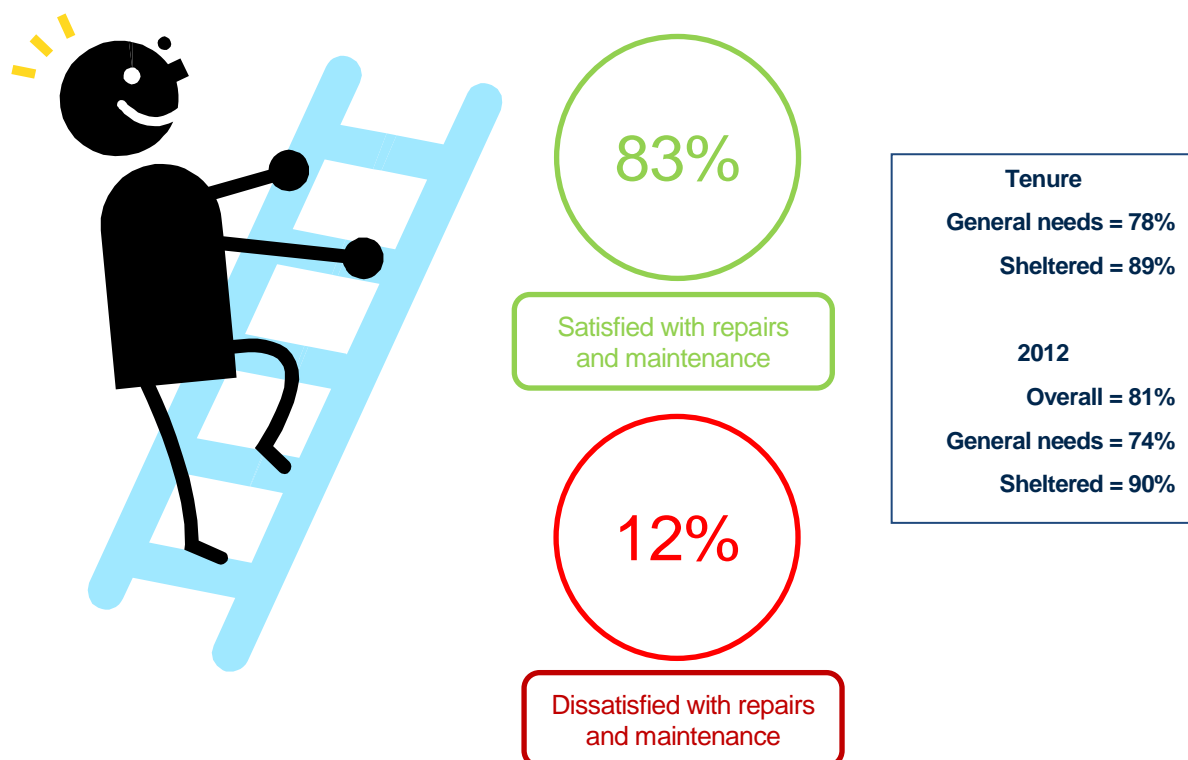 83%
Satisfied with repairs
and maintenance
12%
Dissatisfied with repairs
and maintenance
Tenure
General needs = 78%
Sheltered = 89%
2012
Overall = 81%
General needs = 74%
Sheltered = 90%